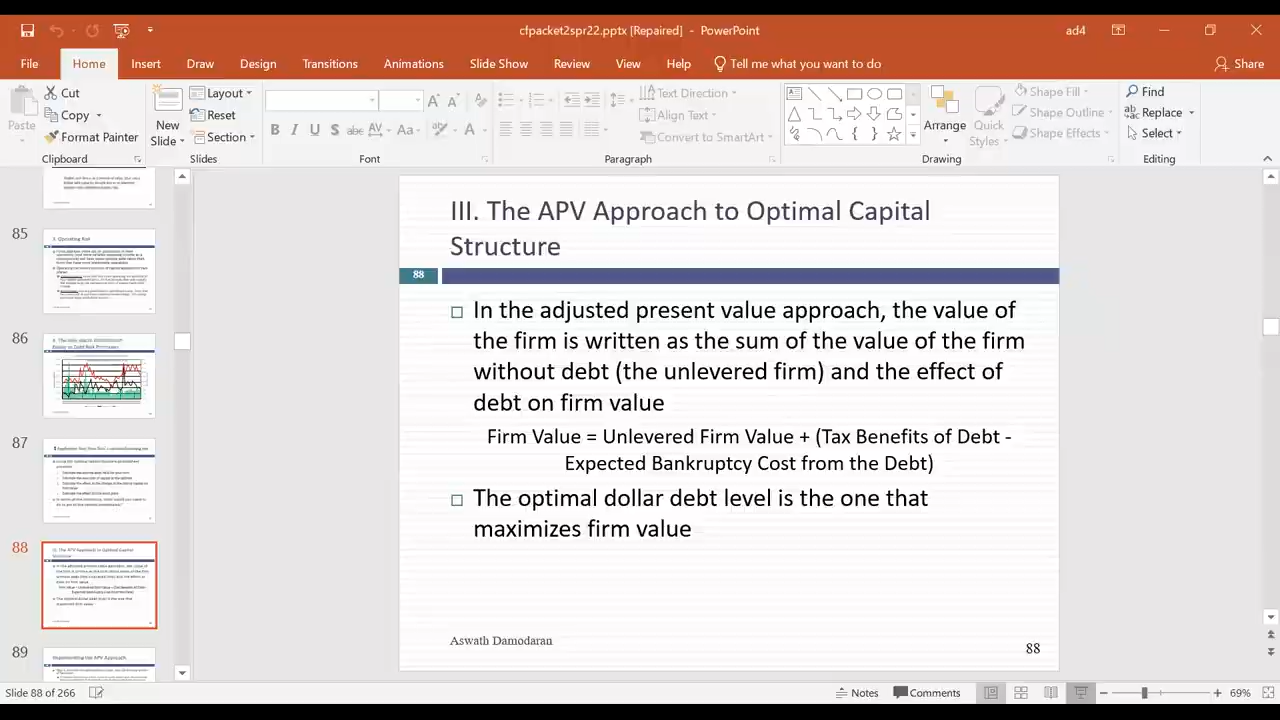 cfpacket2spr22.pptx [Repaired] - PowerPoint
ad4
File Home Insert Draw Design Transitions Animations Slide Show Review View Help Tell me what you want to do Share
Paste
Cut
Copy
Format Painter
Clipboard
New Slide
Layout
Reset
Section
Slides
Font
Text Direction
Align Text
Convert to SmartArt
Paragraph
Arrange
Quick Styles
Shape Fill
Shape Outline
Shape Effects
Drawing
Find
Replace
Select
Editing
85
86
87
88
89
III. The APV Approach to Optimal Capital
Structure
88
In the adjusted present value approach, the value of
the firm is written as the sum of the value of the firm
without debt (the unlevered firm) and the effect of
debt on firm value
Firm Value = Unlevered Firm Value + (Tax Benefits of Debt -
Expected Bankruptcy Cost from the Debt)
The optimal dollar debt level is the one that
maximizes firm value
Aswath Damodaran
88
Slide 88 of 266
Notes
Comments
69%